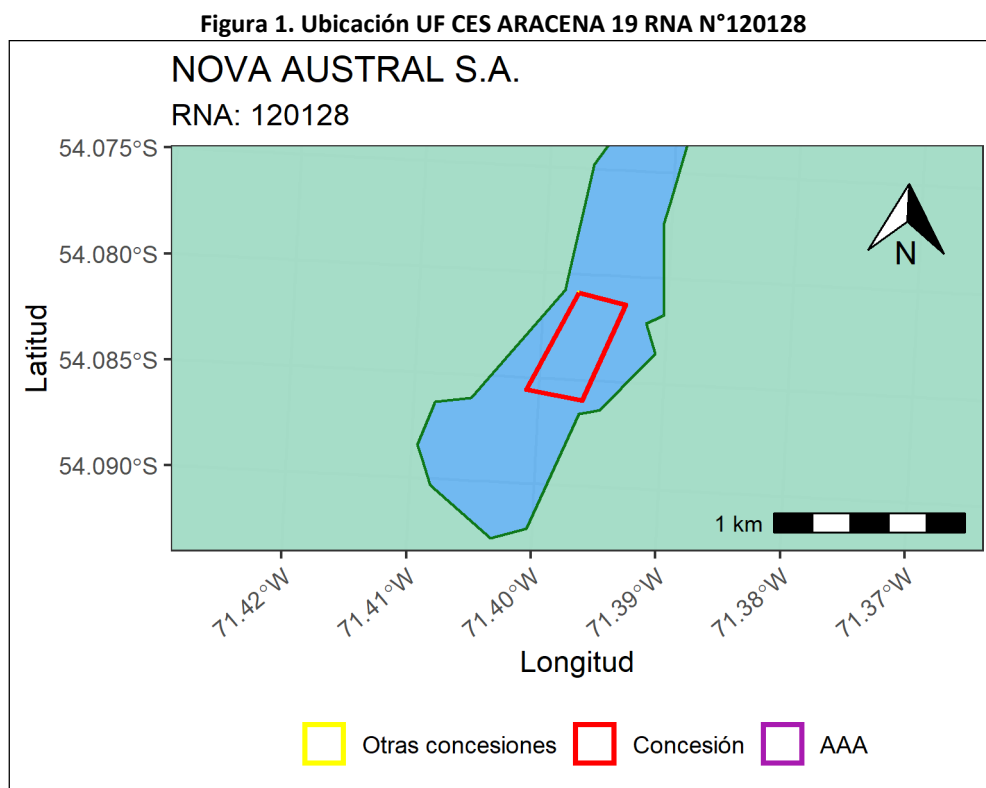 Figura 1. Ubicación UF CES ARACENA 19 RNA N°120128
NOVA AUSTRAL S.A.
RNA: 120128
54.075°S
54.080°S
54.085°S
54.090°S
Latitud
N
1 km
71.42°W
71.41°W
71.40°W
71.39°W
71.38°W
71.37°W
Longitud
Otras concesiones Concesión AAA